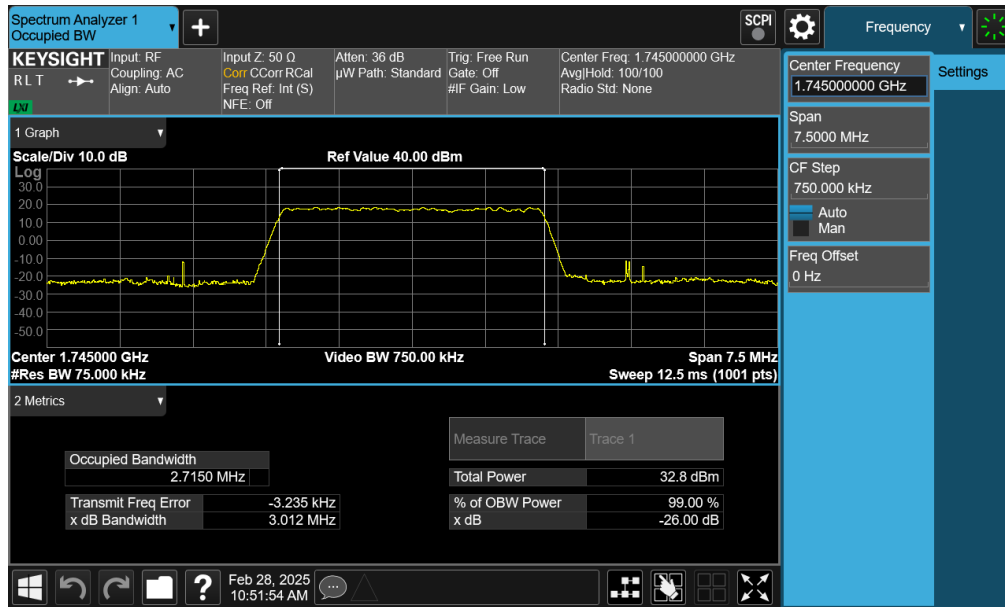 Spectrum Analyzer 1
Occupied BW
+
SCPI
Frequency
KEYSIGHT
R L T
LXI
Input: RF
Coupling: AC
Align: Auto
Input Z: 50 Ω
Corr CCorr RCal
Freq Ref: Int (S)
NFE: Off
Atten: 36 dB
µW Path: Standard
Trig: Free Run
Gate: Off
#IF Gain: Low
Center Freq: 1.745000000 GHz
Avg|Hold: 100/100
Radio Std: None
Center Frequency
1.745000000 GHz
Settings
Span
7.5000 MHz
CF Step
750.000 kHz
Auto
Man
Freq Offset
0 Hz
1 Graph
Scale/Div 10.0 dB
Ref Value 40.00 dBm
Log
30.0
20.0
10.0
0.00
-10.0
-20.0
-30.0
-40.0
-50.0
Center 1.745000 GHz
Video BW 750.00 kHz
Span 7.5 MHz
#Res BW 75.000 kHz
Sweep 12.5 ms (1001 pts)
2 Metrics
Measure Trace
Trace 1
Occupied Bandwidth
2.7150 MHz
Total Power
32.8 dBm
Transmit Freq Error
-3.235 kHz
% of OBW Power
99.00 %
x dB Bandwidth
3.012 MHz
x dB
-26.00 dB
?
Feb 28, 2025
10:51:54 AM